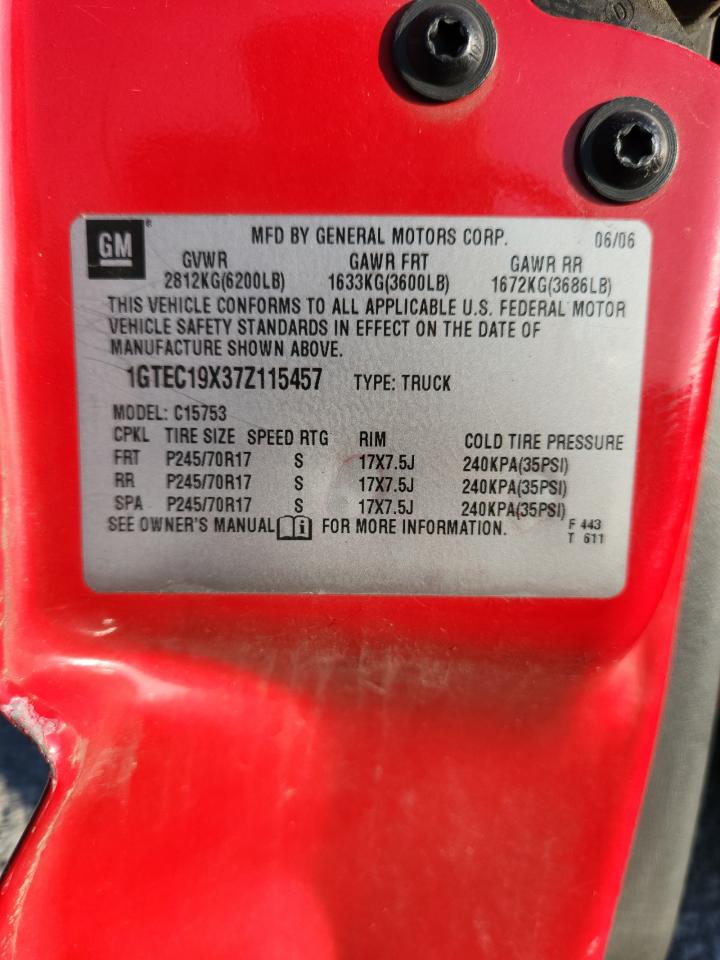 GM
MFD BY GENERAL MOTORS CORP. 06/06
GVWR GAWR FRT GAWR RR
2812KG(6200LB) 1633KG(3600LB) 1672KG(3686LB)
THIS VEHICLE CONFORMS TO ALL APPLICABLE U.S. FEDERAL MOTOR
VEHICLE SAFETY STANDARDS IN EFFECT ON THE DATE OF
MANUFACTURE SHOWN ABOVE.
1GTEC19X37Z115457 TYPE: TRUCK
MODEL: C15753
CPKL TIRE SIZE SPEED RTG RIM COLD TIRE PRESSURE
FRT P245/70R17 S 17X7.5J 240KPA(35PSI)
RR P245/70R17 S 17X7.5J 240KPA(35PSI)
SPA P245/70R17 S 17X7.5J 240KPA(35PSI)
SEE OWNER'S MANUAL i FOR MORE INFORMATION. F 443
T 611